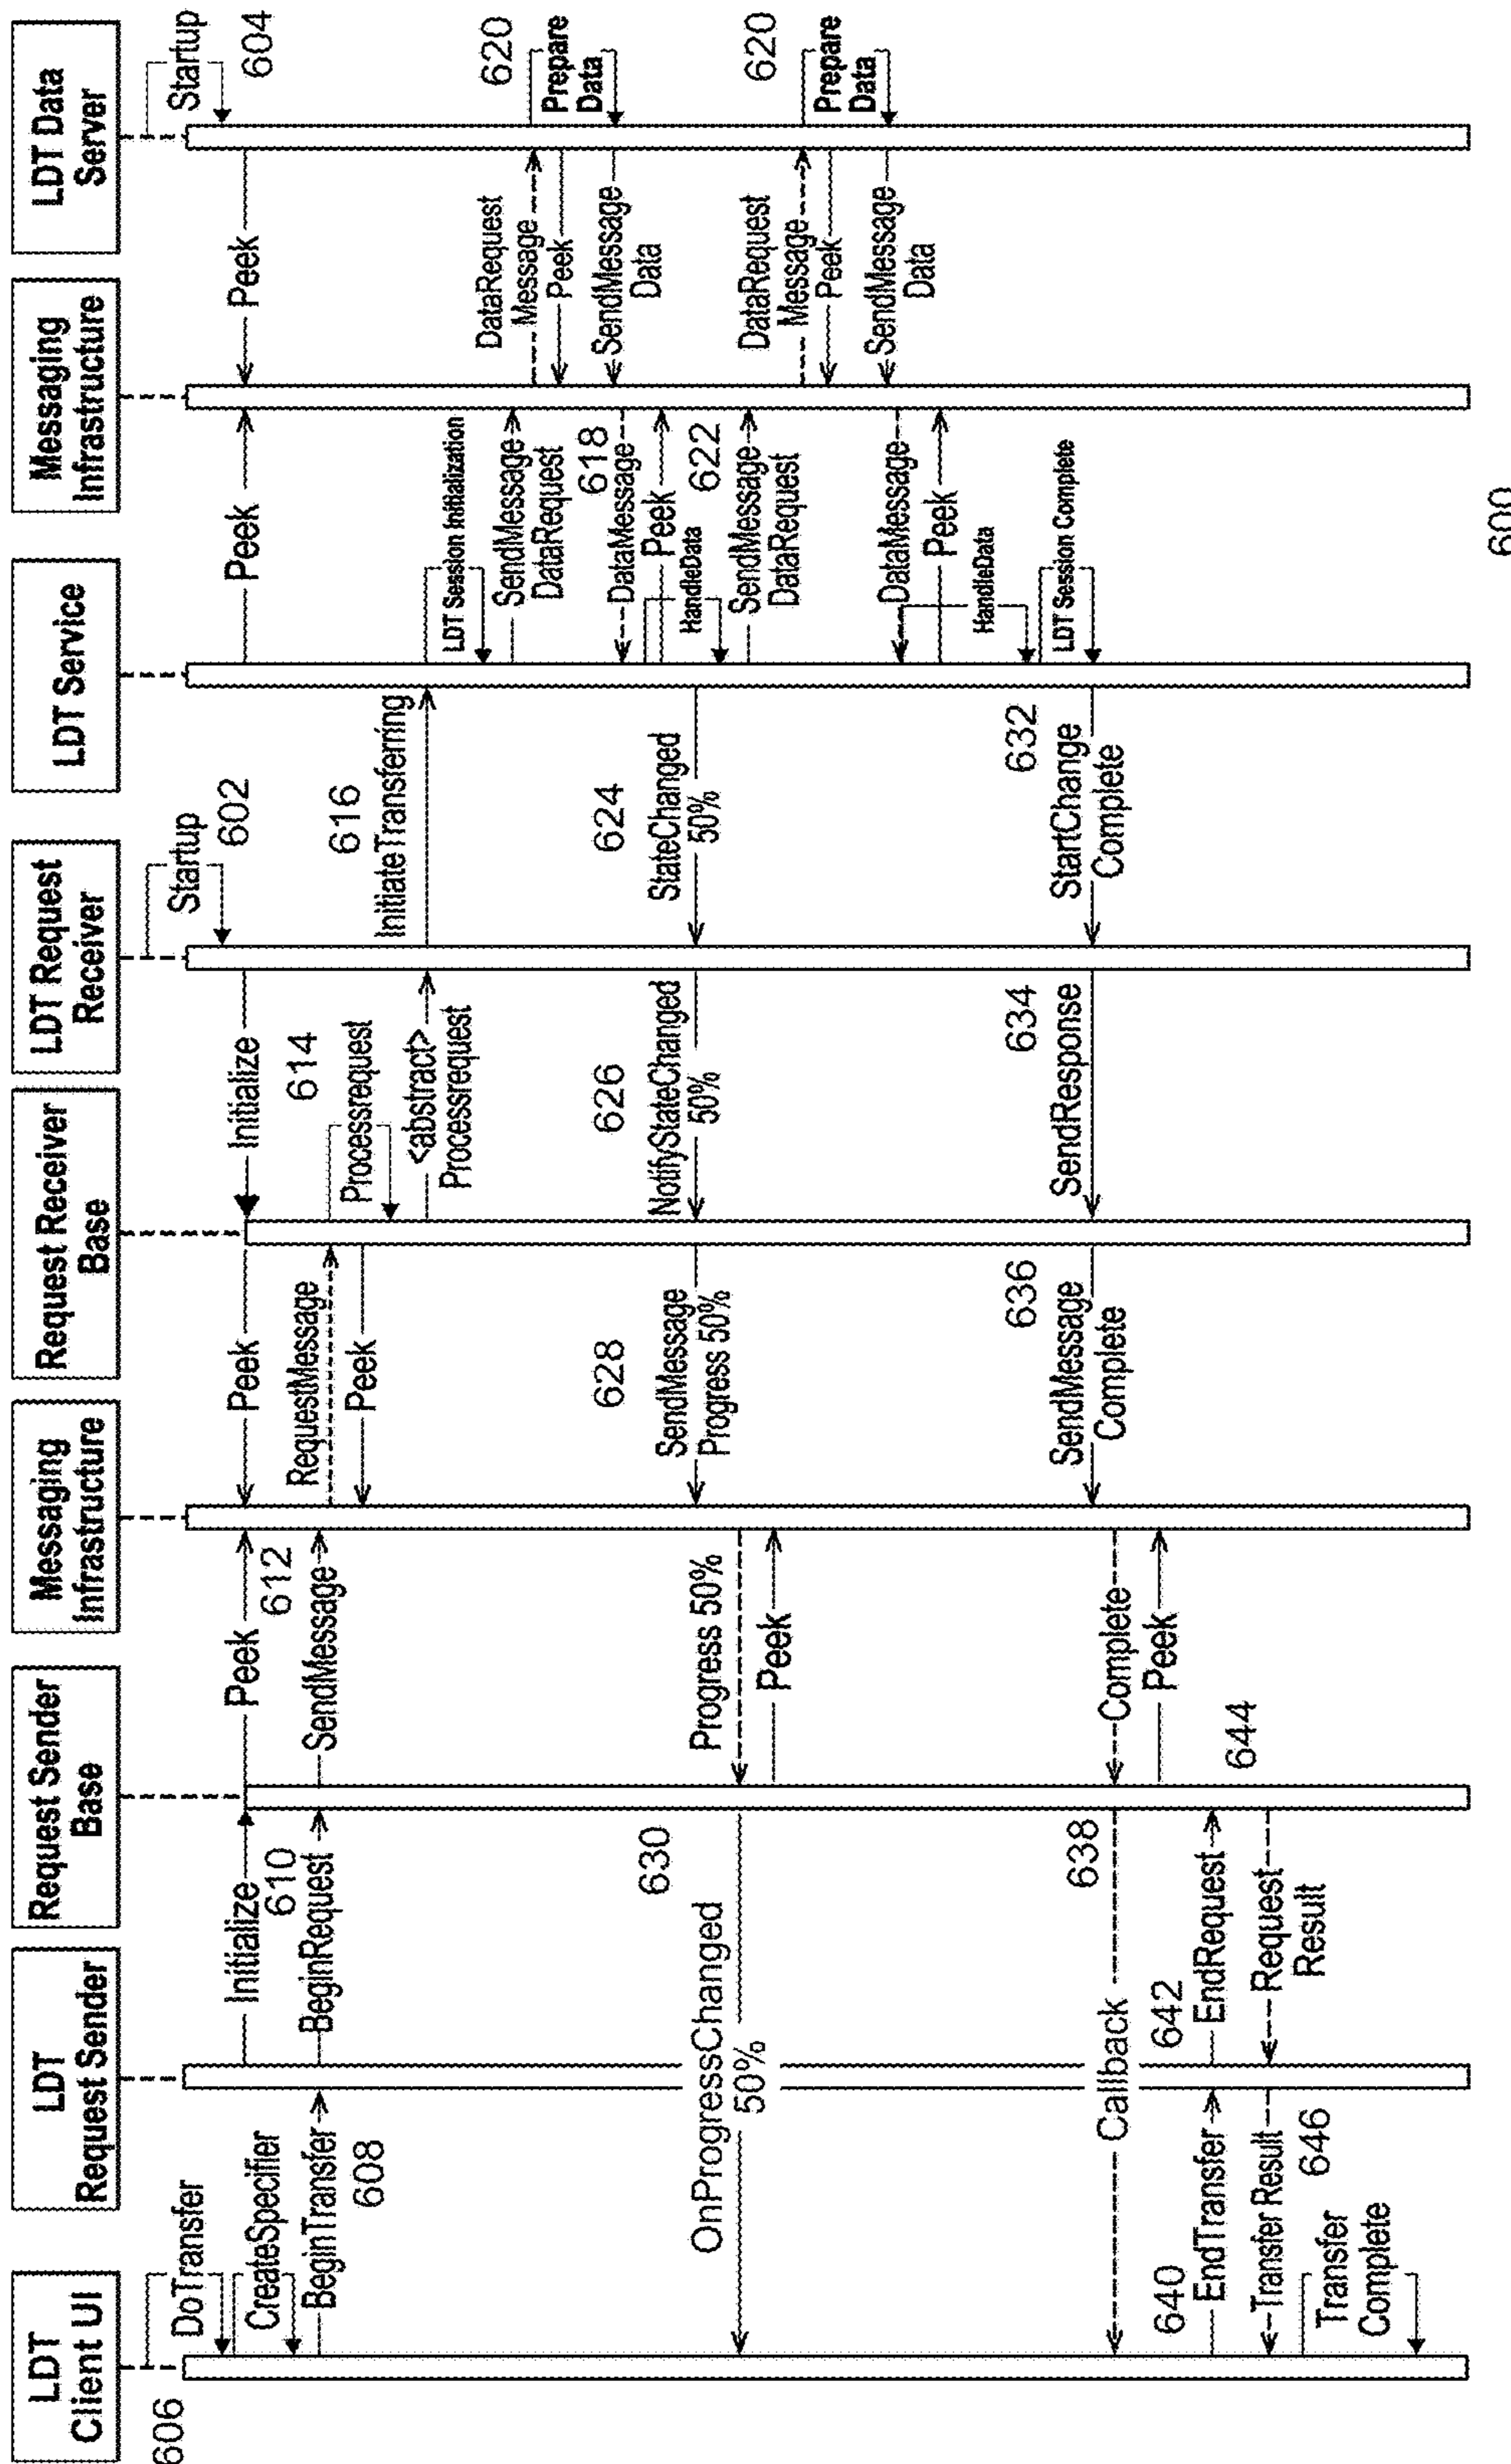 LDT
Client UI
LDT
Request Sender
Request Sender
Base
Messaging
Infrastructure
Request Receiver
Base
LDT Request
Receiver
LDT Service
Messaging
Infrastructure
LDT Data
Server
606
DoTransfer
CreateSpecifier
BeginTransfer
608
Initialize
610
BeginRequest
Peek
612
SendMessage
Peek
RequestMessage
Peek
Initialize
614
Processrequest
<abstract>
Processrequest
Startup
602
616
InitiateTransferring
Peek
LDT Session Initialization
SendMessage
DataRequest
618
DataMessage
Peek
HandleData
622
SendMessage
DataRequest
DataMessage
Peek
HandleData
LDT Session Complete
Startup
604
Peek
DataRequest
Message
Peek
SendMessage
Data
620
Prepare
Data
DataRequest
Message
Peek
SendMessage
Data
620
Prepare
Data
624
StateChanged
50%
626
NotifyStateChanged
50%
628
SendMessage
Progress 50%
Progress 50%
Peek
630
OnProgressChanged
50%
632
StartChange
Complete
634
SendResponse
636
SendMessage
Complete
Complete
Peek
638
Callback
640
EndTransfer
642
EndRequest
644
Request
Result
Transfer Result
646
Transfer
Complete
600